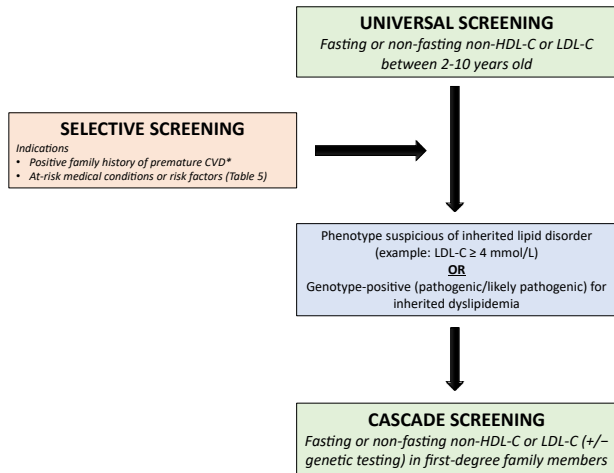 UNIVERSAL SCREENING
Fasting or non-fasting non-HDL-C or LDL-C
between 2-10 years old
SELECTIVE SCREENING
Indications
• Positive family history of premature CVD*
• At-risk medical conditions or risk factors (Table 5)
Phenotype suspicious of inherited lipid disorder
(example: LDL-C ≥ 4 mmol/L)
OR
Genotype-positive (pathogenic/likely pathogenic) for
inherited dyslipidemia
CASCADE SCREENING
Fasting or non-fasting non-HDL-C or LDL-C (+/−
genetic testing) in first-degree family members